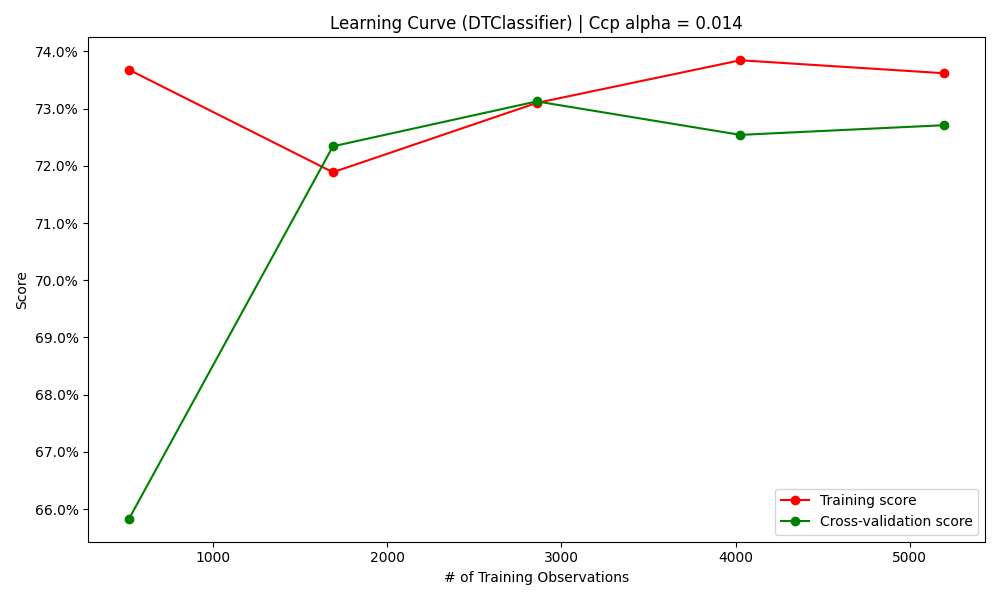 Learning Curve (DTClassifier) | Ccp alpha = 0.014
74.0%
73.0%
72.0%
71.0%
70.0%
69.0%
68.0%
67.0%
66.0%
Score
1000 2000 3000 4000 5000
# of Training Observations
Training score
Cross-validation score